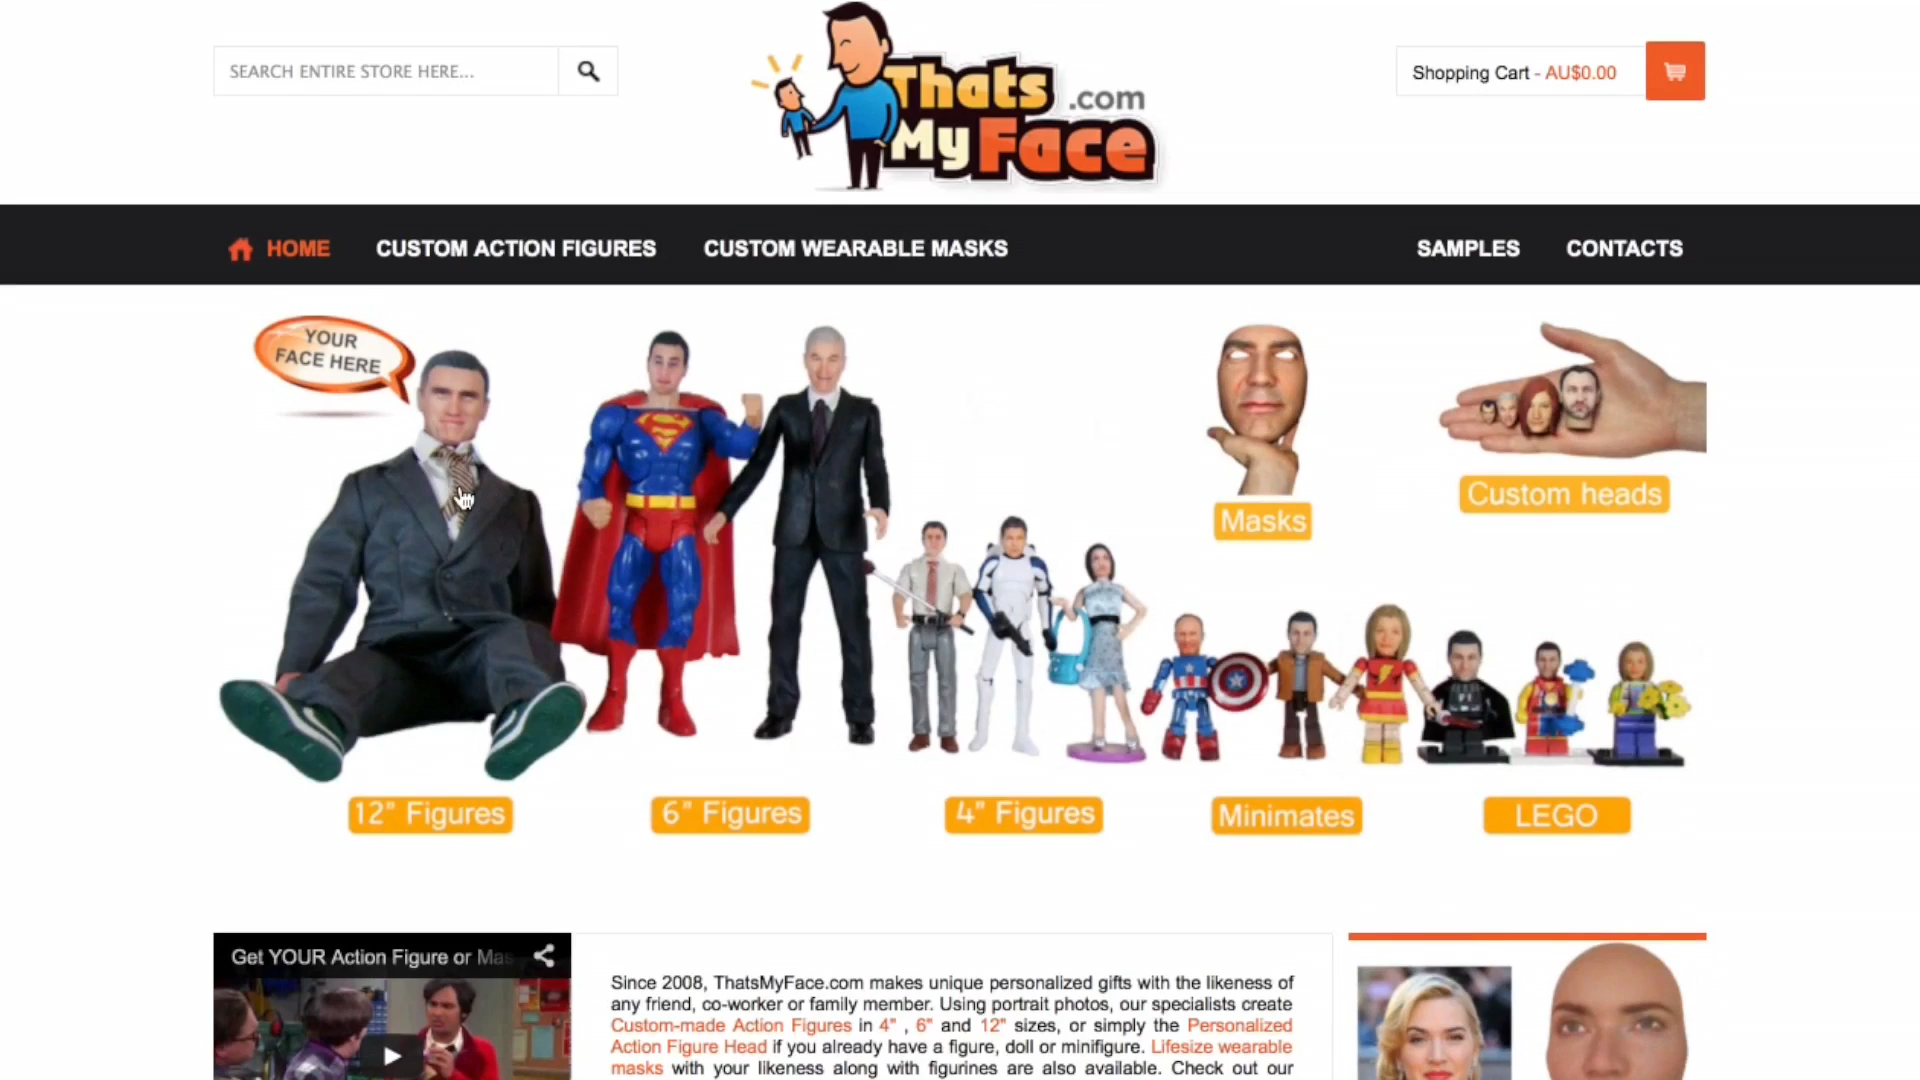 SEARCH ENTIRE STORE HERE...
Thats
My Face
.com
Shopping Cart - AU$0.00
HOME
CUSTOM ACTION FIGURES
CUSTOM WEARABLE MASKS
SAMPLES
CONTACTS
YOUR
FACE HERE
Masks
Custom heads
12" Figures
6" Figures
4" Figures
Minimates
LEGO
Get YOUR Action Figure or Mas
Since 2008, ThatsMyFace.com makes unique personalized gifts with the likeness of
any friend, co-worker or family member. Using portrait photos, our specialists create
Custom-made Action Figures in 4" , 6" and 12" sizes, or simply the Personalized
Action Figure Head if you already have a figure, doll or minifigure. Lifesize wearable
masks with your likeness along with figurines are also available. Check out our